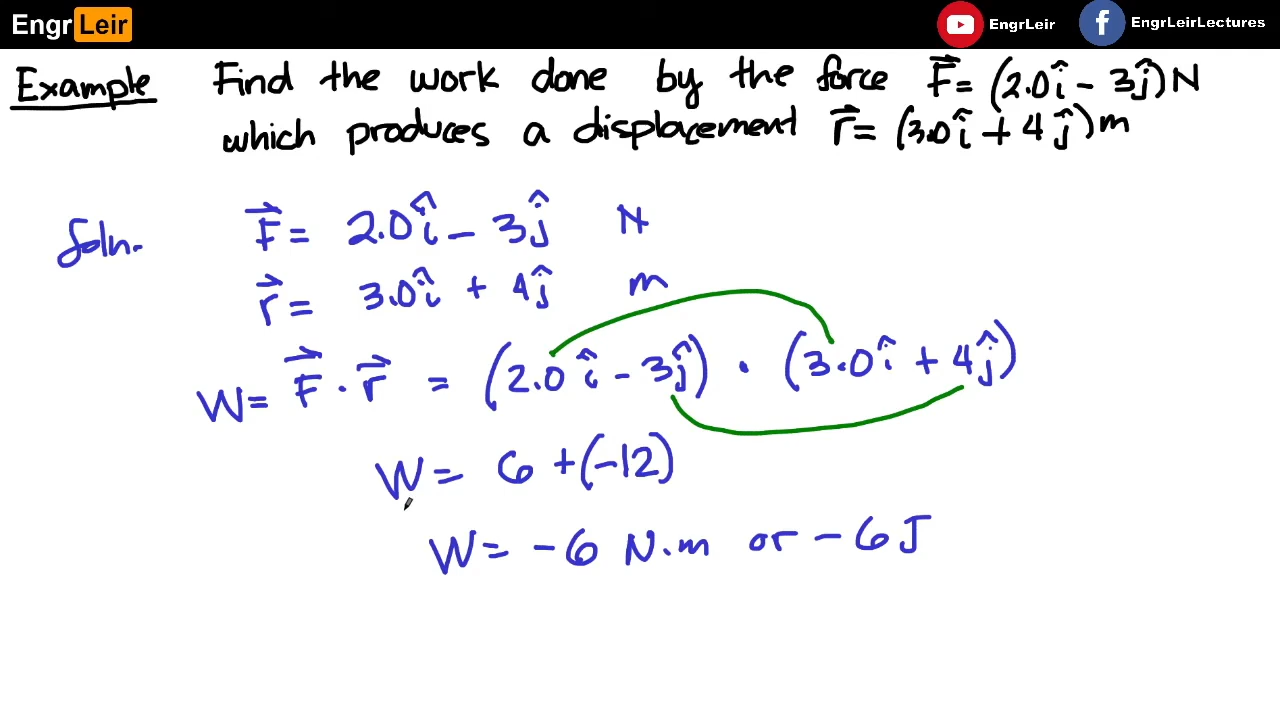 EngrLeir EngrLeir EngrLeirLectures
Example Find the work done by the force F⃗ = (2.0î - 3ĵ) N
which produces a displacement r⃗ = (3.0î + 4ĵ) m
Soln. F⃗ = 2.0î - 3ĵ N
r⃗ = 3.0î + 4ĵ m
W = F⃗ · r⃗ = (2.0î - 3ĵ) · (3.0î + 4ĵ)
W = 6 + (-12)
W = -6 N.m or -6 J